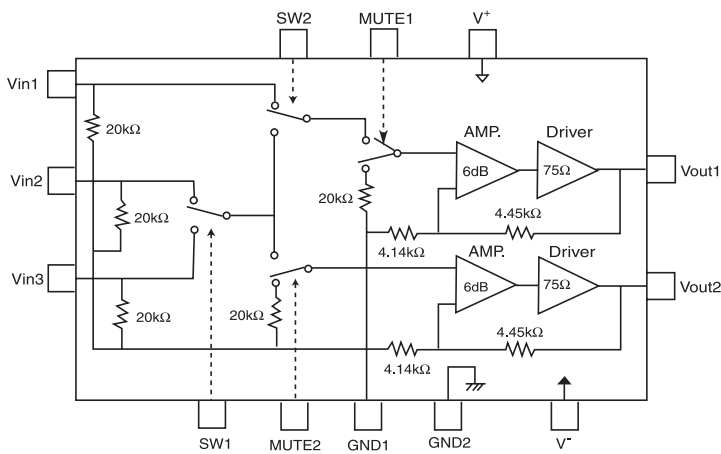 SW2
MUTE1
V+
Vin1
20kΩ
AMP.
Driver
6dB
75Ω
Vout1
Vin2
20kΩ
20kΩ
4.14kΩ
4.45kΩ
AMP.
Driver
Vin3
6dB
75Ω
Vout2
20kΩ
20kΩ
4.14kΩ
4.45kΩ
SW1
MUTE2
GND1
GND2
V-